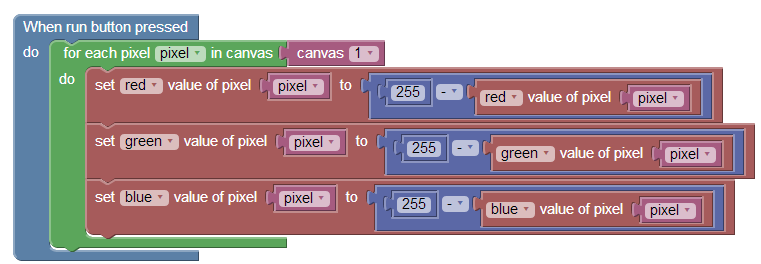 When run button pressed
do for each pixel pixel in canvas canvas 1
do set red value of pixel pixel to 255 - red value of pixel pixel
set green value of pixel pixel to 255 - green value of pixel pixel
set blue value of pixel pixel to 255 - blue value of pixel pixel